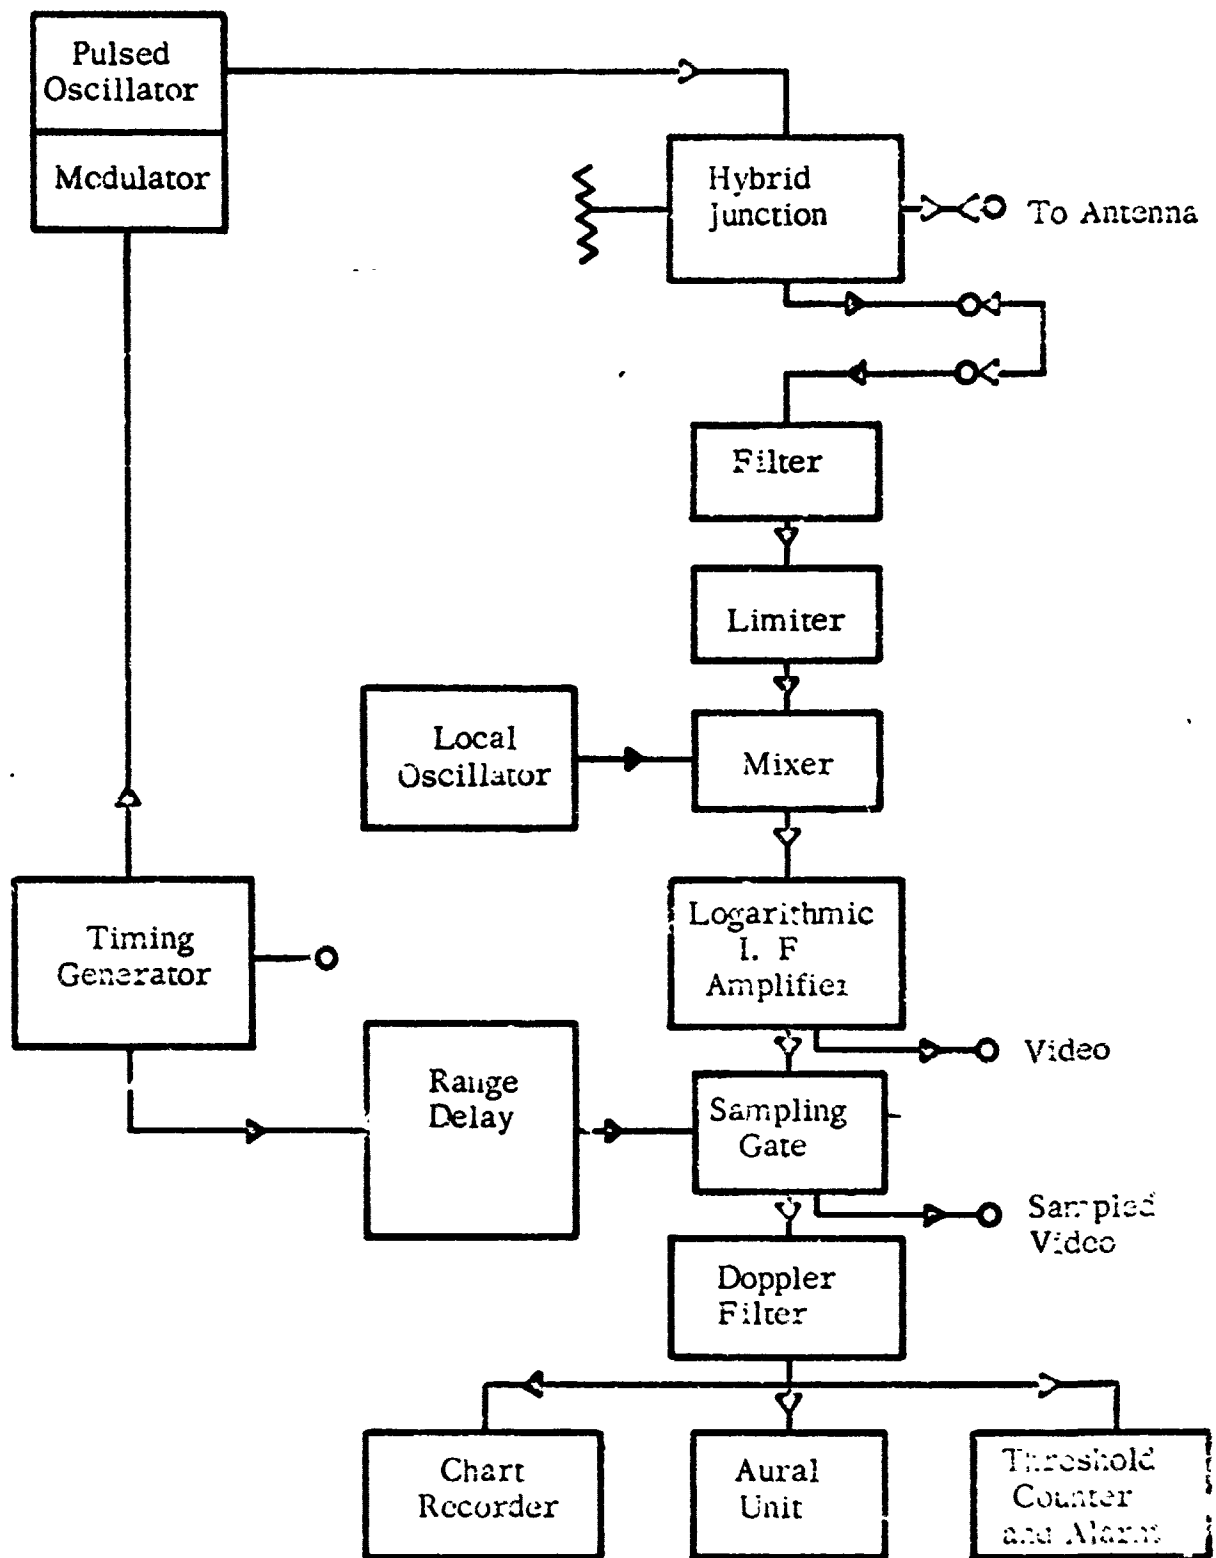 Pulsed
Oscillator
Modulator
Hybrid
Junction
To Antenna
Filter
Limiter
Local
Oscillator
Mixer
Timing
Generator
Logarithmic
I. F
Amplifier
Video
Range
Delay
Sampling
Gate
Sampled
Video
Doppler
Filter
Chart
Recorder
Aural
Unit
Threshold
Counter
and Alarm